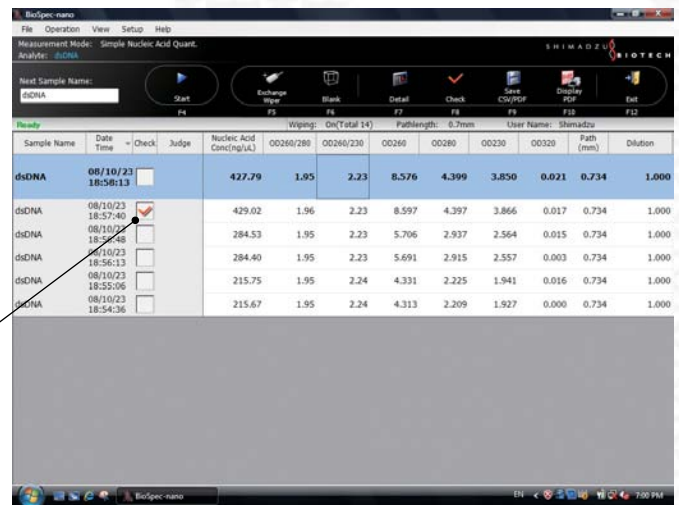 BioSpec-nano
File Operation View Setup Help
Measurement Mode: Simple Nucleic Acid Quant.
Analyte: dsDNA
SHIMADZU BIOTECH
Next Sample Name:
dsDNA
Start F4
Exchange Wiper F5
Blank F6
Detail F7
Check F8
Save CSV/PDF F9
Display PDF F10
Exit F12
Ready Wiping: On(Total 14) Pathlength: 0.7mm User Name: Shimadzu
Sample Name Date Time Check Judge Nucleic Acid Conc(ng/uL) OD260/280 OD260/230 OD260 OD280 OD230 OD320 Path (mm) Dilution
dsDNA 08/10/23 18:58:13 427.79 1.95 2.23 8.576 4.399 3.850 0.021 0.734 1.000
dsDNA 08/10/23 18:57:40 429.02 1.96 2.23 8.597 4.397 3.866 0.017 0.734 1.000
dsDNA 08/10/23 18:56:48 284.53 1.95 2.23 5.706 2.937 2.564 0.015 0.734 1.000
dsDNA 08/10/23 18:56:13 284.40 1.95 2.23 5.691 2.915 2.557 0.003 0.734 1.000
dsDNA 08/10/23 18:55:06 215.75 1.95 2.24 4.331 2.225 1.941 0.016 0.734 1.000
dsDNA 08/10/23 18:54:36 215.67 1.95 2.24 4.313 2.209 1.927 0.000 0.734 1.000
BioSpec-nano EN 7:00 PM